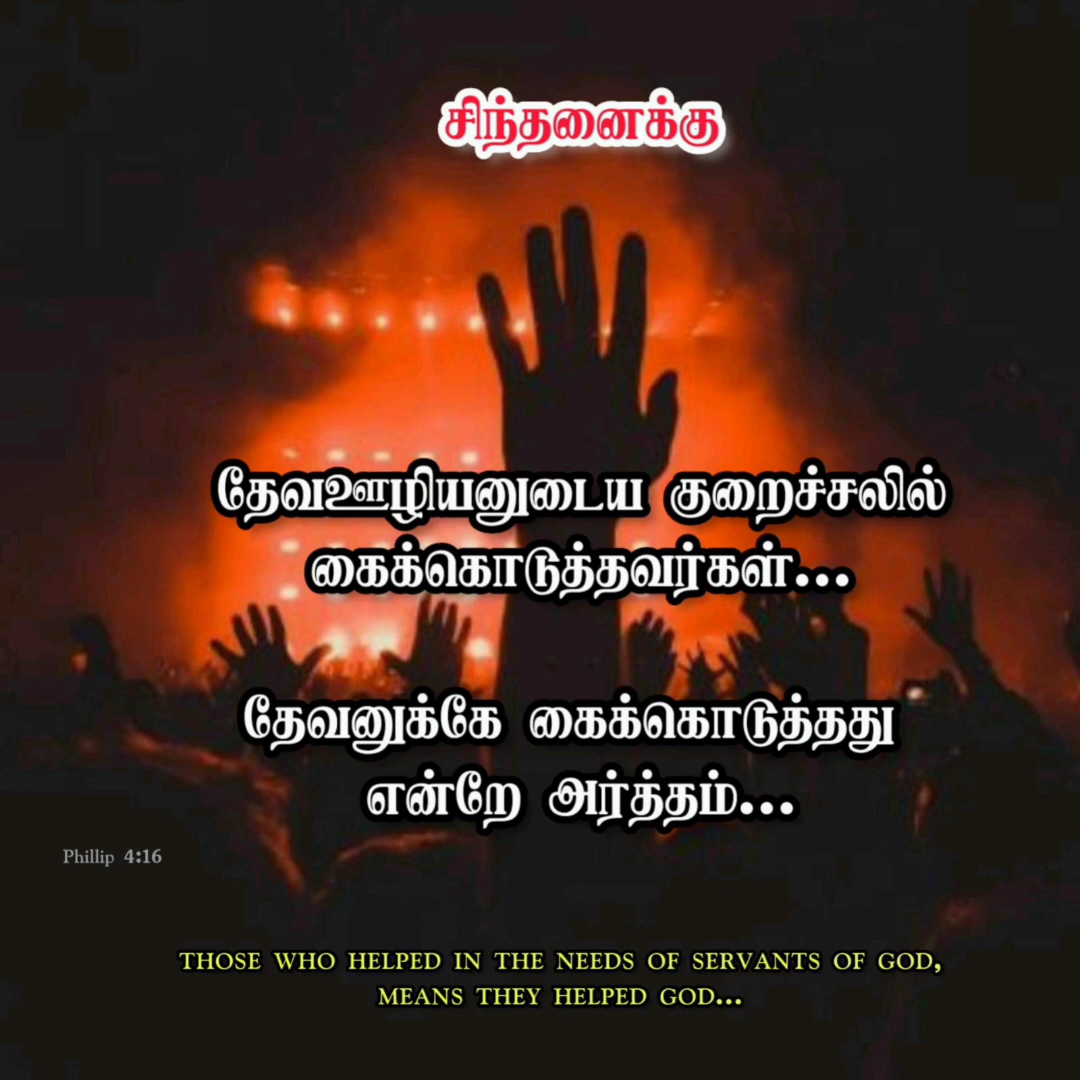 சிந்தனைக்கு
தேவஊழியனுடைய குறைச்சலில்
கைக்கொடுத்தவர்கள்...
தேவனுக்கே கைக்கொடுத்தது
என்றே அர்த்தம்...
Phillip 4:16
THOSE WHO HELPED IN THE NEEDS OF SERVANTS OF GOD,
MEANS THEY HELPED GOD...